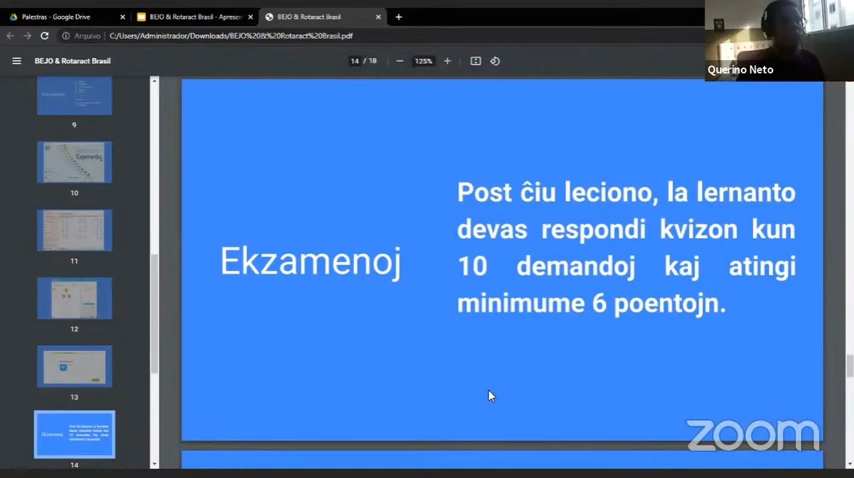 Palestras - Google Drive
BEJO & Rotaract Brasil - Apresen
BEJO & Rotaract Brasil
Arquivo
C:/Users/Administrador/Downloads/BEJO%20&%20Rotaract%20Brasil.pdf
BEJO & Rotaract Brasil
14 / 18
125%
Querino Neto
9
10
11
12
13
14
Ekzamenoj
Post ĉiu leciono, la lernanto
devas respondi kvizon kun
10 demandoj kaj atingi
minimume 6 poentojn.
zoom